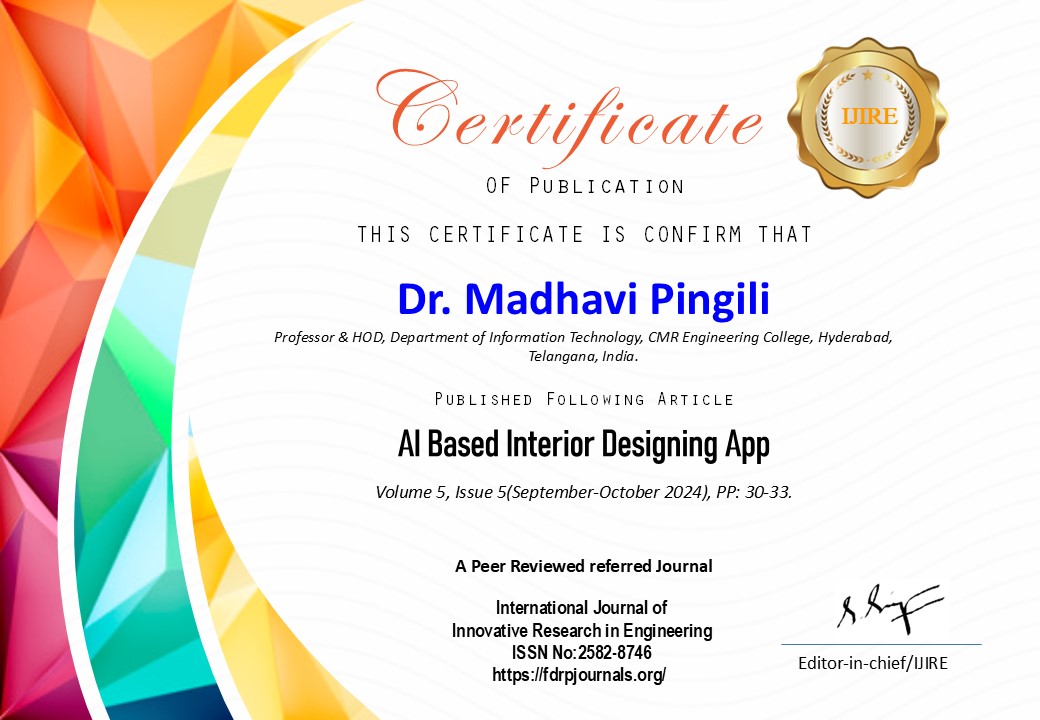 Certificate
IJIRE
OF PUBLICATION
THIS CERTIFICATE IS CONFIRM THAT
Dr. Madhavi Pingili
Professor & HOD, Department of Information Technology, CMR Engineering College, Hyderabad,
Telangana, India.
PUBLISHED FOLLOWING ARTICLE
AI Based Interior Designing App
Volume 5, Issue 5(September-October 2024), PP: 30-33.
A Peer Reviewed referred Journal
International Journal of
Innovative Research in Engineering
ISSN No:2582-8746
https://fdrpjournals.org/
Editor-in-chief/IJIRE